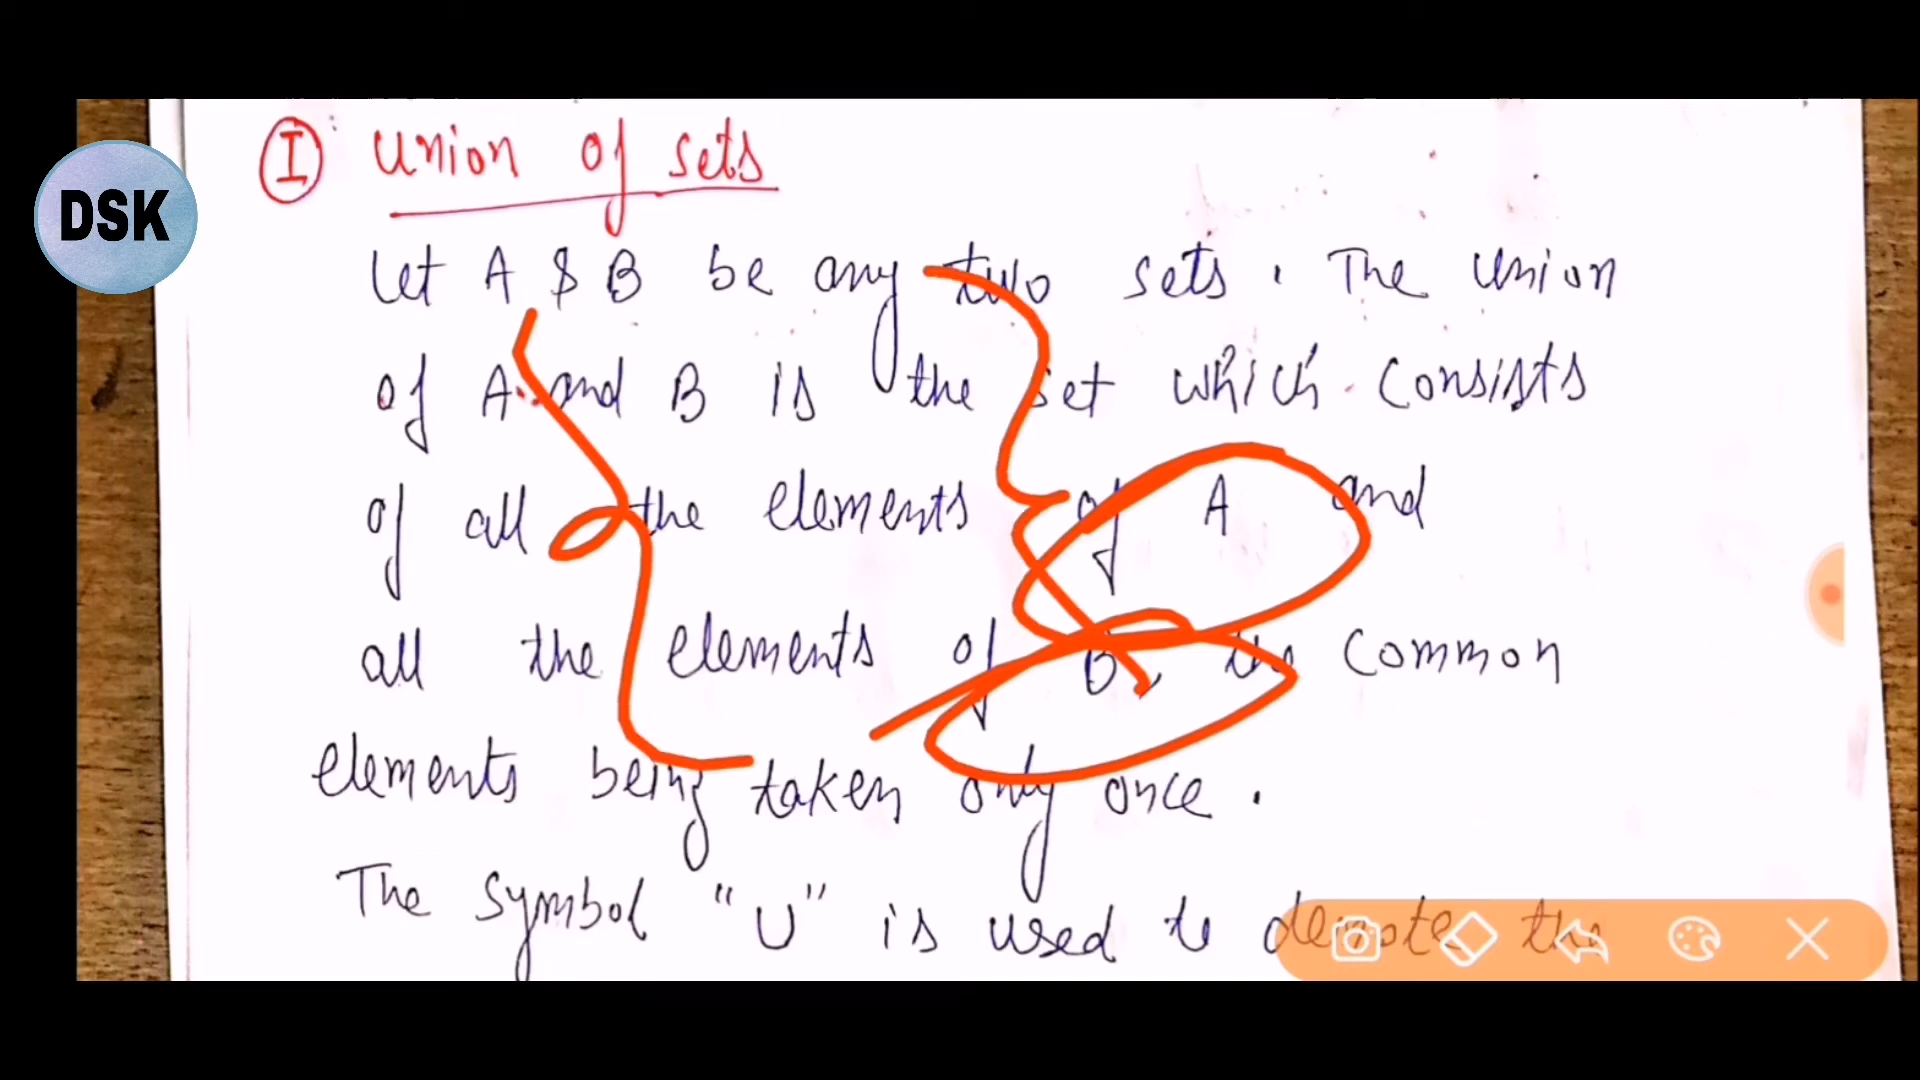 DSK
I Union of sets
Let A & B be any two sets. The union
of A and B is the set which consists
of all the elements of A and
all the elements of B, the common
elements being taken only once.
The symbol "U" is used to denote the